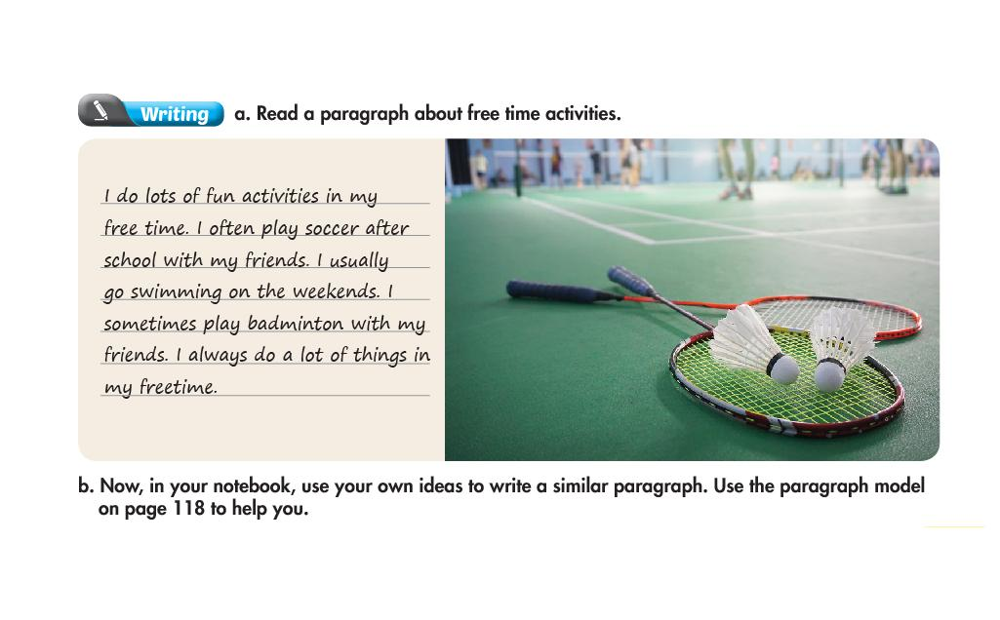 Writing a. Read a paragraph about free time activities.
I do lots of fun activities in my
free time. I often play soccer after
school with my friends. I usually
go swimming on the weekends. I
sometimes play badminton with my
friends. I always do a lot of things in
my freetime.
b. Now, in your notebook, use your own ideas to write a similar paragraph. Use the paragraph model
on page 118 to help you.